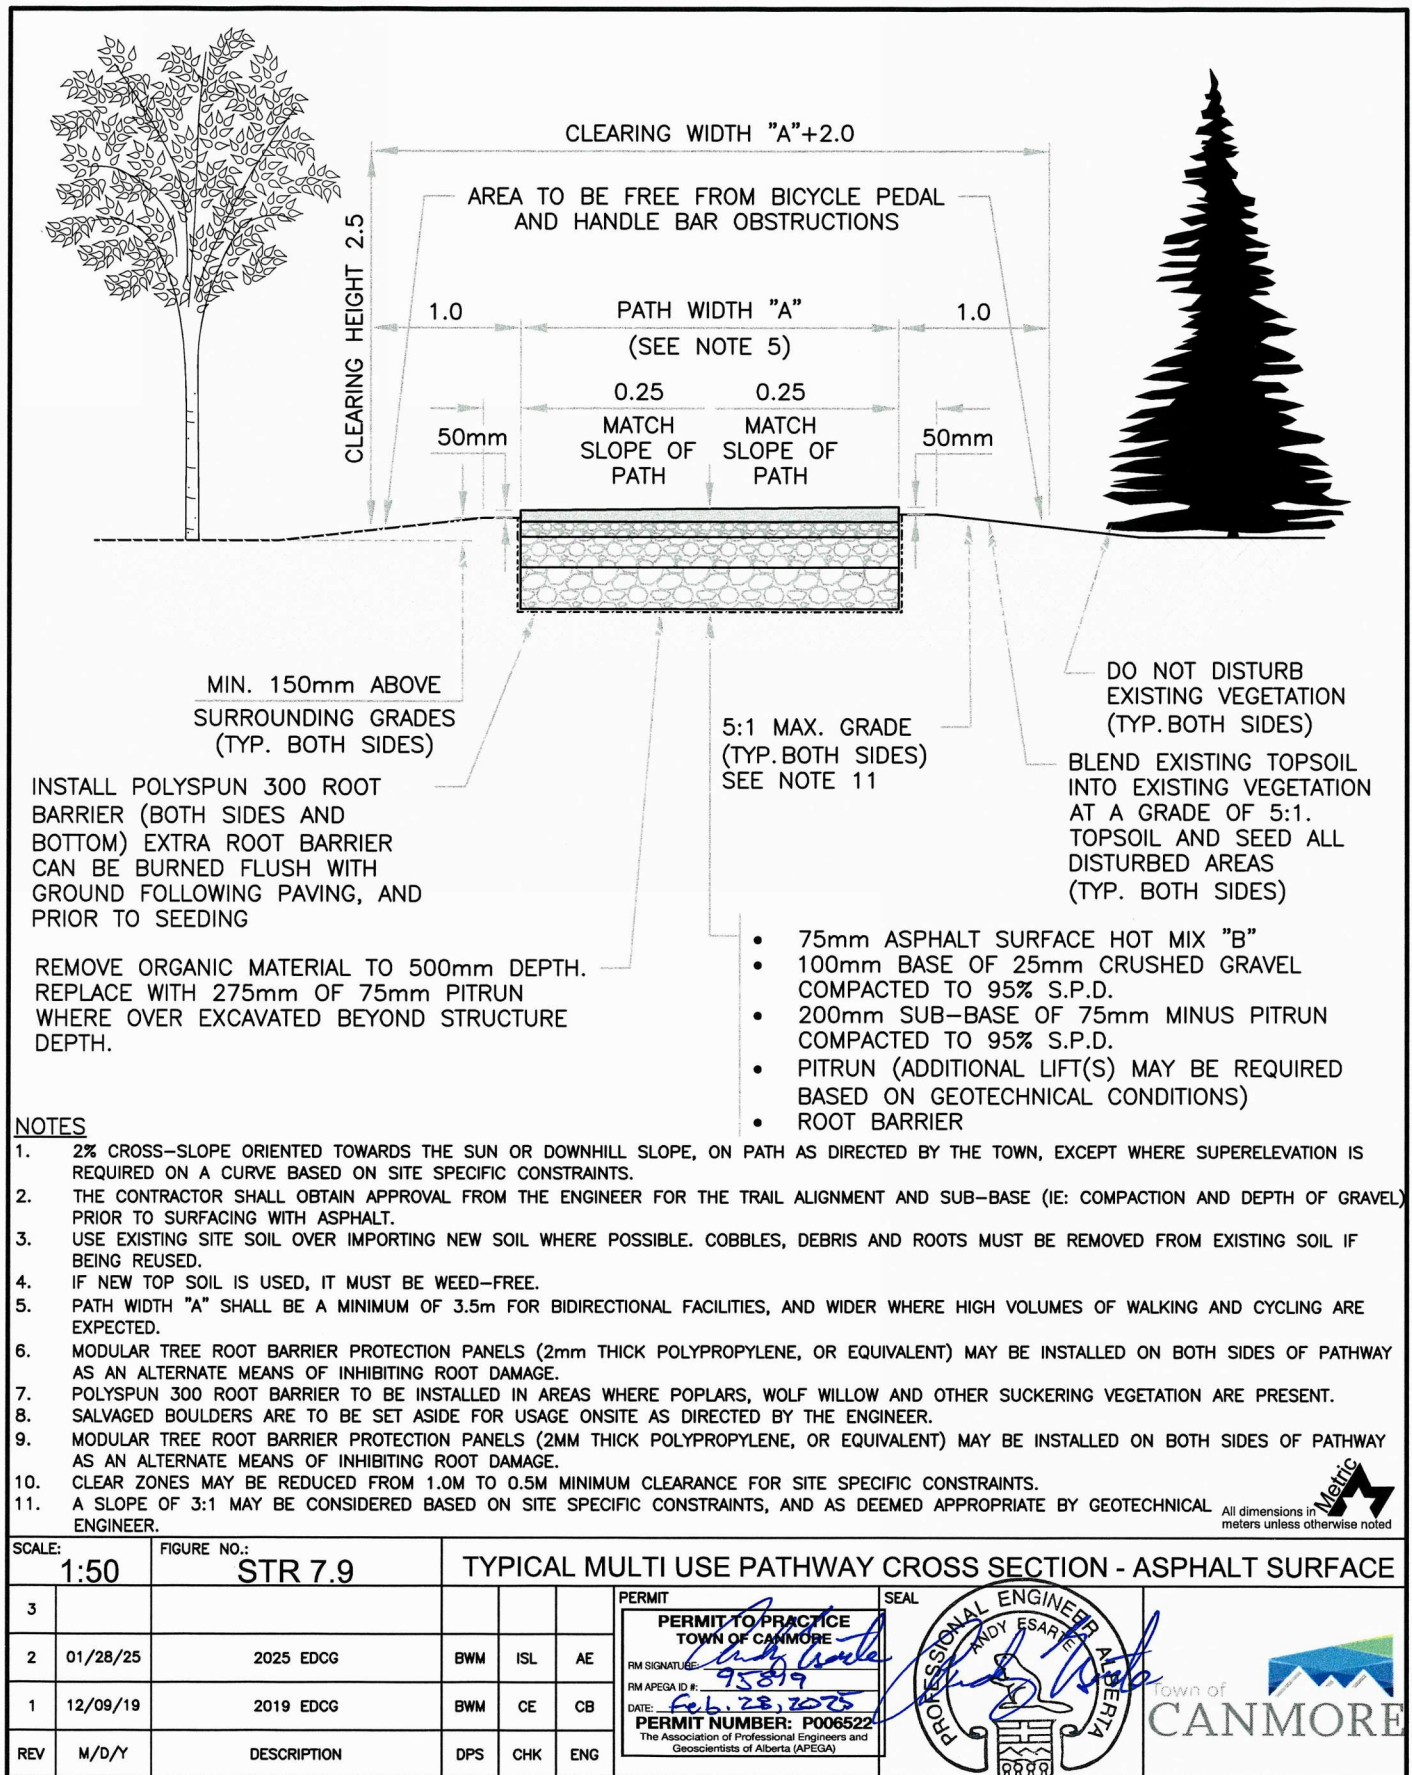 CLEARING WIDTH "A"+2.0
AREA TO BE FREE FROM BICYCLE PEDAL
AND HANDLE BAR OBSTRUCTIONS
CLEARING HEIGHT 2.5
1.0
PATH WIDTH "A"
1.0
(SEE NOTE 5)
0.25
0.25
50mm
MATCH
SLOPE OF
PATH
MATCH
SLOPE OF
PATH
50mm
MIN. 150mm ABOVE
SURROUNDING GRADES
(TYP. BOTH SIDES)
5:1 MAX. GRADE
(TYP. BOTH SIDES)
SEE NOTE 11
DO NOT DISTURB
EXISTING VEGETATION
(TYP. BOTH SIDES)
BLEND EXISTING TOPSOIL
INTO EXISTING VEGETATION
AT A GRADE OF 5:1.
TOPSOIL AND SEED ALL
DISTURBED AREAS
(TYP. BOTH SIDES)
INSTALL POLYSPUN 300 ROOT
BARRIER (BOTH SIDES AND
BOTTOM) EXTRA ROOT BARRIER
CAN BE BURNED FLUSH WITH
GROUND FOLLOWING PAVING, AND
PRIOR TO SEEDING
REMOVE ORGANIC MATERIAL TO 500mm DEPTH.
REPLACE WITH 275mm OF 75mm PITRUN
WHERE OVER EXCAVATED BEYOND STRUCTURE
DEPTH.
• 75mm ASPHALT SURFACE HOT MIX "B"
• 100mm BASE OF 25mm CRUSHED GRAVEL
COMPACTED TO 95% S.P.D.
• 200mm SUB-BASE OF 75mm MINUS PITRUN
COMPACTED TO 95% S.P.D.
• PITRUN (ADDITIONAL LIFT(S) MAY BE REQUIRED
BASED ON GEOTECHNICAL CONDITIONS)
• ROOT BARRIER
NOTES
1. 2% CROSS-SLOPE ORIENTED TOWARDS THE SUN OR DOWNHILL SLOPE, ON PATH AS DIRECTED BY THE TOWN, EXCEPT WHERE SUPERELEVATION IS
REQUIRED ON A CURVE BASED ON SITE SPECIFIC CONSTRAINTS.
2. THE CONTRACTOR SHALL OBTAIN APPROVAL FROM THE ENGINEER FOR THE TRAIL ALIGNMENT AND SUB-BASE (IE: COMPACTION AND DEPTH OF GRAVEL)
PRIOR TO SURFACING WITH ASPHALT.
3. USE EXISTING SITE SOIL OVER IMPORTING NEW SOIL WHERE POSSIBLE. COBBLES, DEBRIS AND ROOTS MUST BE REMOVED FROM EXISTING SOIL IF
BEING REUSED.
4. IF NEW TOP SOIL IS USED, IT MUST BE WEED-FREE.
5. PATH WIDTH "A" SHALL BE A MINIMUM OF 3.5m FOR BIDIRECTIONAL FACILITIES, AND WIDER WHERE HIGH VOLUMES OF WALKING AND CYCLING ARE
EXPECTED.
6. MODULAR TREE ROOT BARRIER PROTECTION PANELS (2mm THICK POLYPROPYLENE, OR EQUIVALENT) MAY BE INSTALLED ON BOTH SIDES OF PATHWAY
AS AN ALTERNATE MEANS OF INHIBITING ROOT DAMAGE.
7. POLYSPUN 300 ROOT BARRIER TO BE INSTALLED IN AREAS WHERE POPLARS, WOLF WILLOW AND OTHER SUCKERING VEGETATION ARE PRESENT.
8. SALVAGED BOULDERS ARE TO BE SET ASIDE FOR USAGE ONSITE AS DIRECTED BY THE ENGINEER.
9. MODULAR TREE ROOT BARRIER PROTECTION PANELS (2MM THICK POLYPROPYLENE, OR EQUIVALENT) MAY BE INSTALLED ON BOTH SIDES OF PATHWAY
AS AN ALTERNATE MEANS OF INHIBITING ROOT DAMAGE.
10. CLEAR ZONES MAY BE REDUCED FROM 1.0M TO 0.5M MINIMUM CLEARANCE FOR SITE SPECIFIC CONSTRAINTS.
11. A SLOPE OF 3:1 MAY BE CONSIDERED BASED ON SITE SPECIFIC CONSTRAINTS, AND AS DEEMED APPROPRIATE BY GEOTECHNICAL
ENGINEER.
Metric
All dimensions in
meters unless otherwise noted
SCALE:
1:50
FIGURE NO.:
STR 7.9
TYPICAL MULTI USE PATHWAY CROSS SECTION - ASPHALT SURFACE
3
2 01/28/25 2025 EDCG BWM ISL AE
1 12/09/19 2019 EDCG BWM CE CB
REV M/D/Y DESCRIPTION DPS CHK ENG
PERMIT
PERMIT TO PRACTICE
TOWN OF CANMORE
RM SIGNATURE:
RM APEGA ID #: 95819
DATE: Feb. 28, 2025
PERMIT NUMBER: P006522
The Association of Professional Engineers and
Geoscientists of Alberta (APEGA)
SEAL
PROFESSIONAL ENGINEER ALBERTA
ANDY ESARTE
Town of
CANMORE